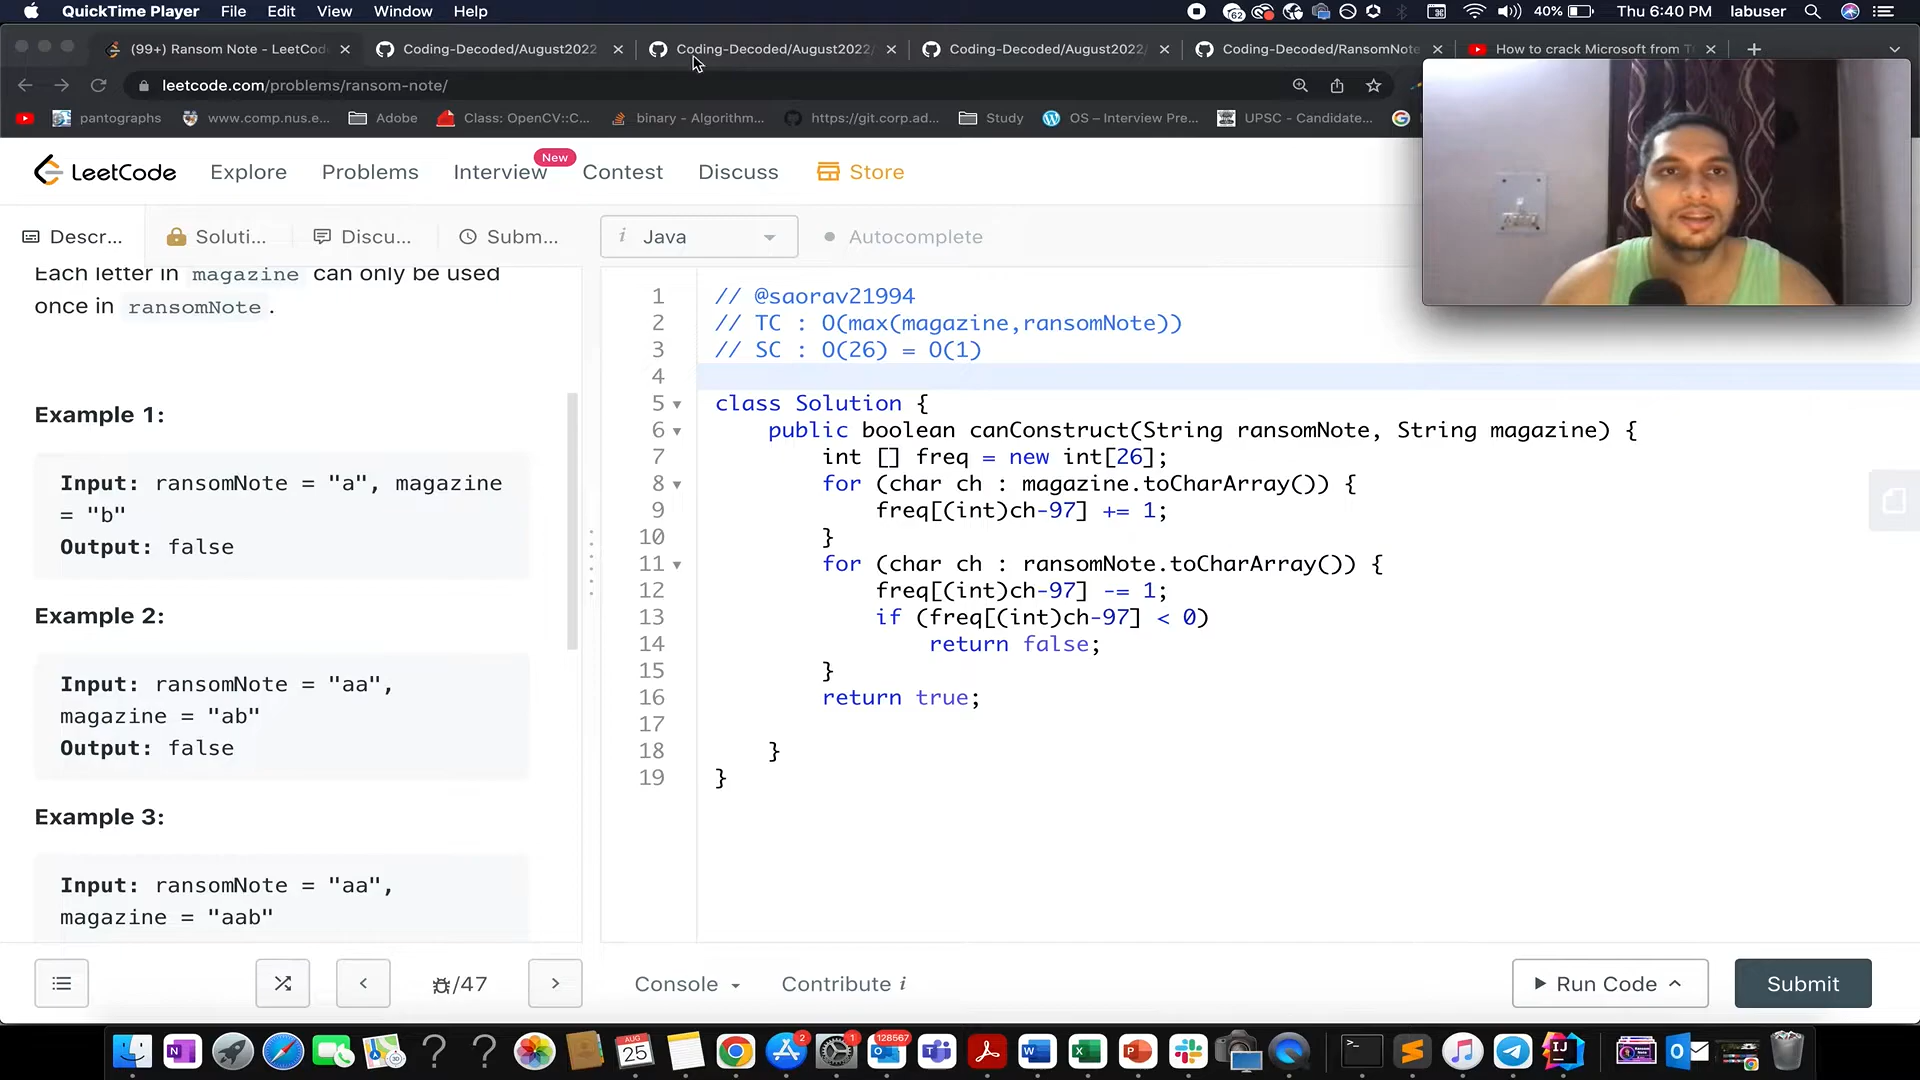 QuickTime Player File Edit View Window Help
62 40% Thu 6:40 PM labuser
(99+) Ransom Note - LeetCod Coding-Decoded/August2022 Coding-Decoded/August2022/ Coding-Decoded/August2022/ Coding-Decoded/RansomNote How to crack Microsoft from T
leetcode.com/problems/ransom-note/
pantographs www.comp.nus.e... Adobe Class: OpenCV::C... binary - Algorithm... https://git.corp.ad... Study OS – Interview Pre... UPSC - Candidate...
LeetCode Explore Problems Interview New Contest Discuss Store
Descr... Soluti... Discu... Subm... i Java Autocomplete
Each letter in magazine can only be used
once in ransomNote .
Example 1:
Input: ransomNote = "a", magazine
= "b"
Output: false
Example 2:
Input: ransomNote = "aa",
magazine = "ab"
Output: false
Example 3:
Input: ransomNote = "aa",
magazine = "aab"
1 // @saorav21994
2 // TC : O(max(magazine,ransomNote))
3 // SC : O(26) = O(1)
4
5 class Solution {
6 public boolean canConstruct(String ransomNote, String magazine) {
7 int [] freq = new int[26];
8 for (char ch : magazine.toCharArray()) {
9 freq[(int)ch-97] += 1;
10 }
11 for (char ch : ransomNote.toCharArray()) {
12 freq[(int)ch-97] -= 1;
13 if (freq[(int)ch-97] < 0)
14 return false;
15 }
16 return true;
17
18 }
19 }
/47 Console Contribute i Run Code Submit
AUG 25 2 1 128567